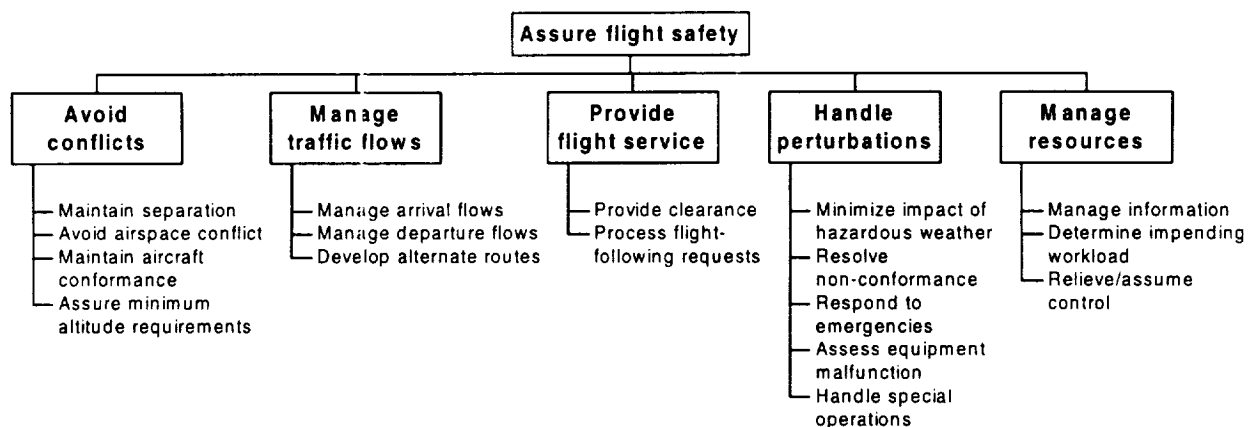 Assure flight safety
Avoid
conflicts
Maintain separation
Avoid airspace conflict
Maintain aircraft
conformance
Assure minimum
altitude requirements
Manage
traffic flows
Manage arrival flows
Manage departure flows
Develop alternate routes
Provide
flight service
Provide clearance
Process flight-
following requests
Handle
perturbations
Minimize impact of
hazardous weather
Resolve
non-conformance
Respond to
emergencies
Assess equipment
malfunction
Handle special
operations
Manage
resources
Manage information
Determine impending
workload
Relieve/assume
control